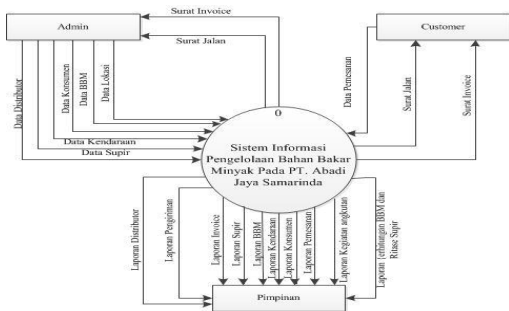 Surat Invoice
Admin
Customer
Surat Jalan
Data Distributor
Data Konsumen
Data BBM
Data Lokasi
Data Pemesanan
Surat Jalan
Surat Invoice
0
Data Kendaraan
Data Supir
Sistem Informasi
Pengelolaan Bahan Bakar
Minyak Pada PT. Abadi
Jaya Samarinda
Laporan Distributor
Laporan Pengiriman
Laporan Invoice
Laporan Supir
Laporan BBM
Laporan Kendaraan
Laporan Konsumen
Laporan Pemesanan
Laporan Kegiatan angkutan
Laporan BBM dan
Ritase Supir
Pimpinan